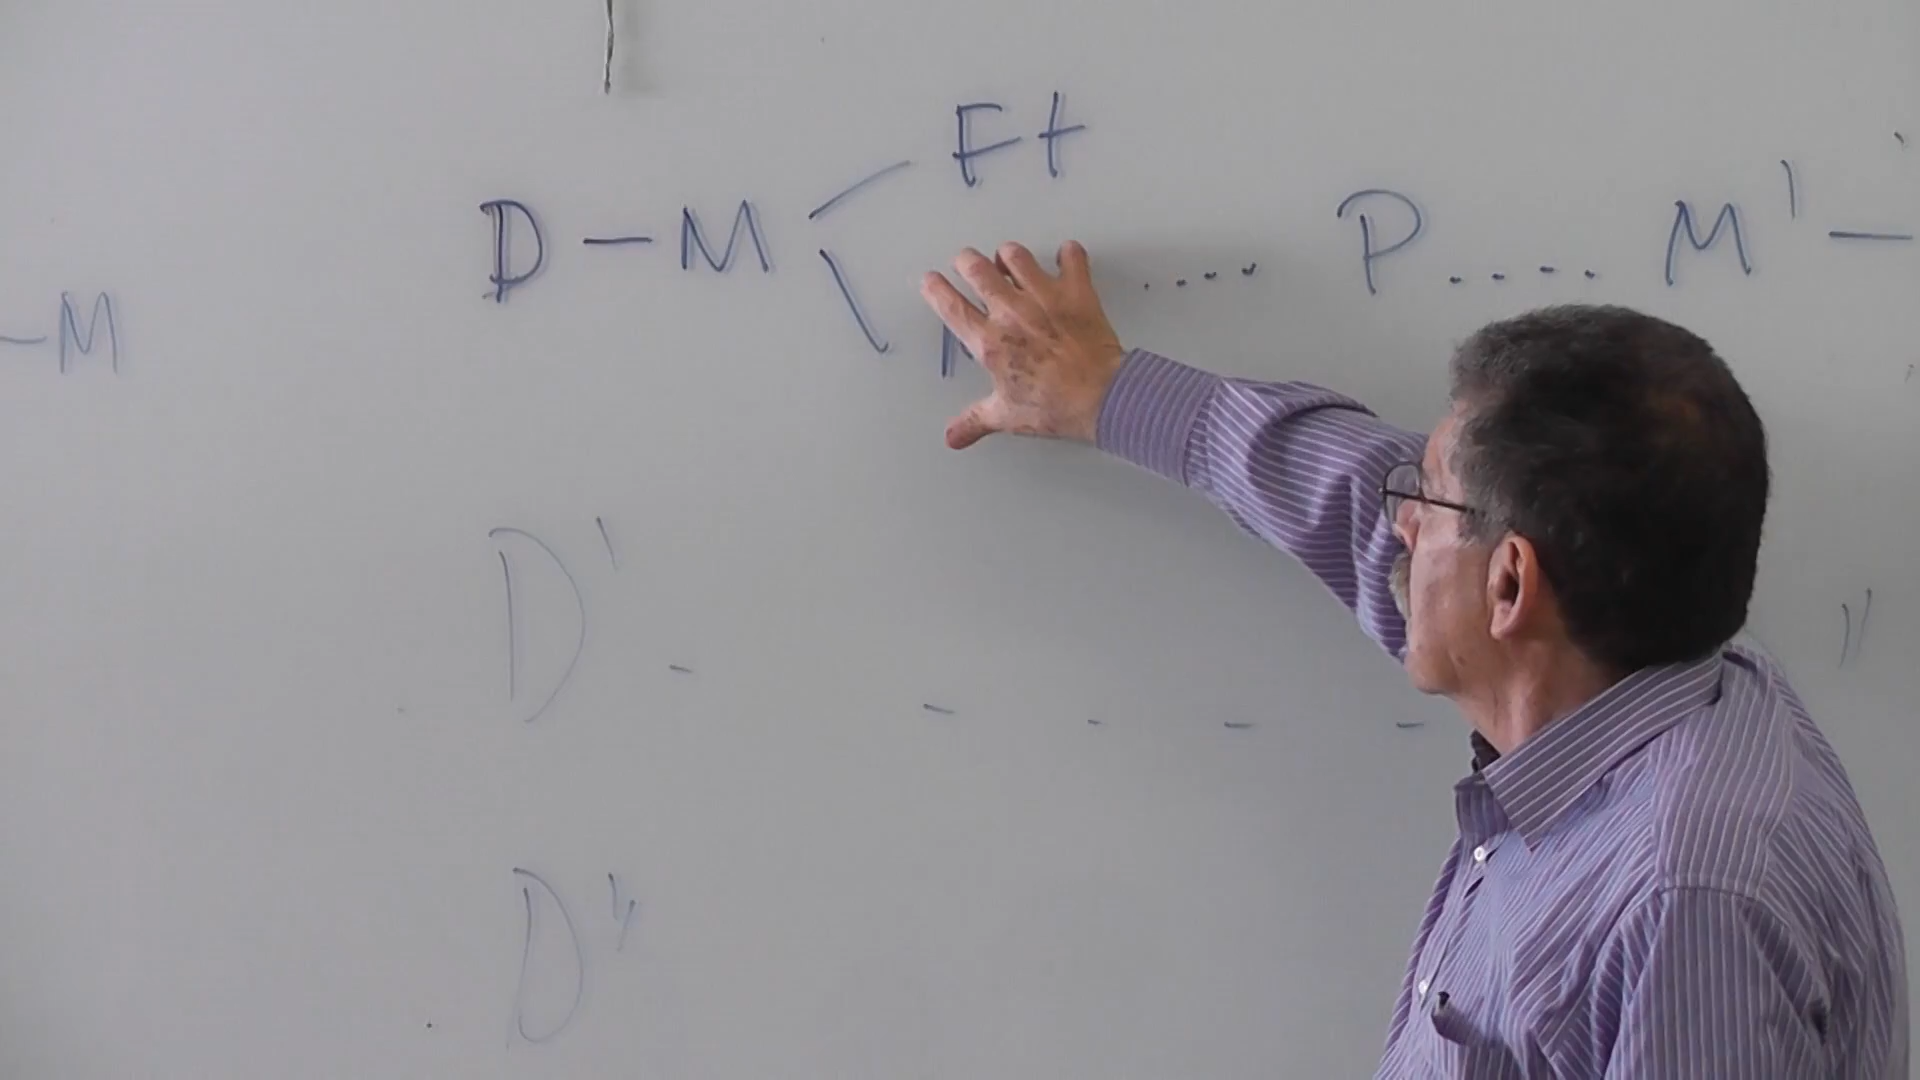 Ft
D – M ..... P .... M' –
– M
D' - - - - -
"
D''